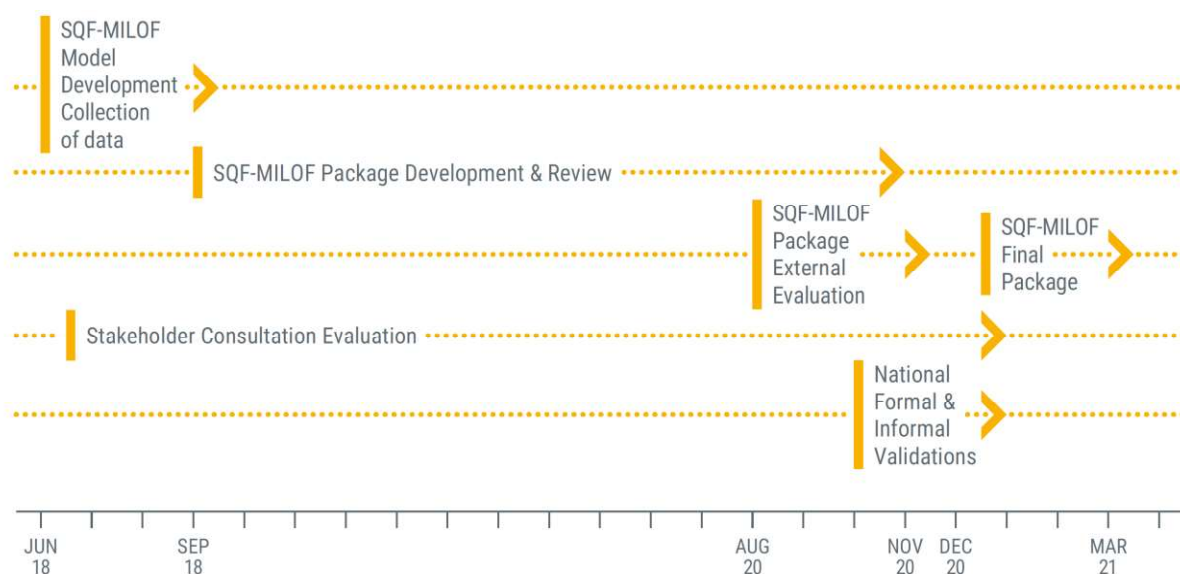 SQF-MILOF
Model
Development
Collection
of data
SQF-MILOF Package Development & Review
SQF-MILOF
Package
External
Evaluation
SQF-MILOF
Final
Package
Stakeholder Consultation Evaluation
National
Formal &
Informal
Validations
JUN
18
SEP
18
AUG
20
NOV
20
DEC
20
MAR
21